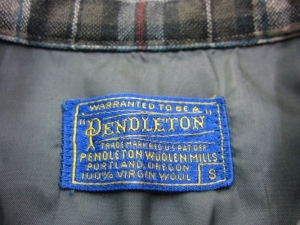 WARRANTED TO BE A
"PENDLETON"
TRADE MARK REG U.S. PAT. OFF.
PENDLETON WOOLEN MILLS
PORTLAND, OREGON
100% VIRGIN WOOL
S